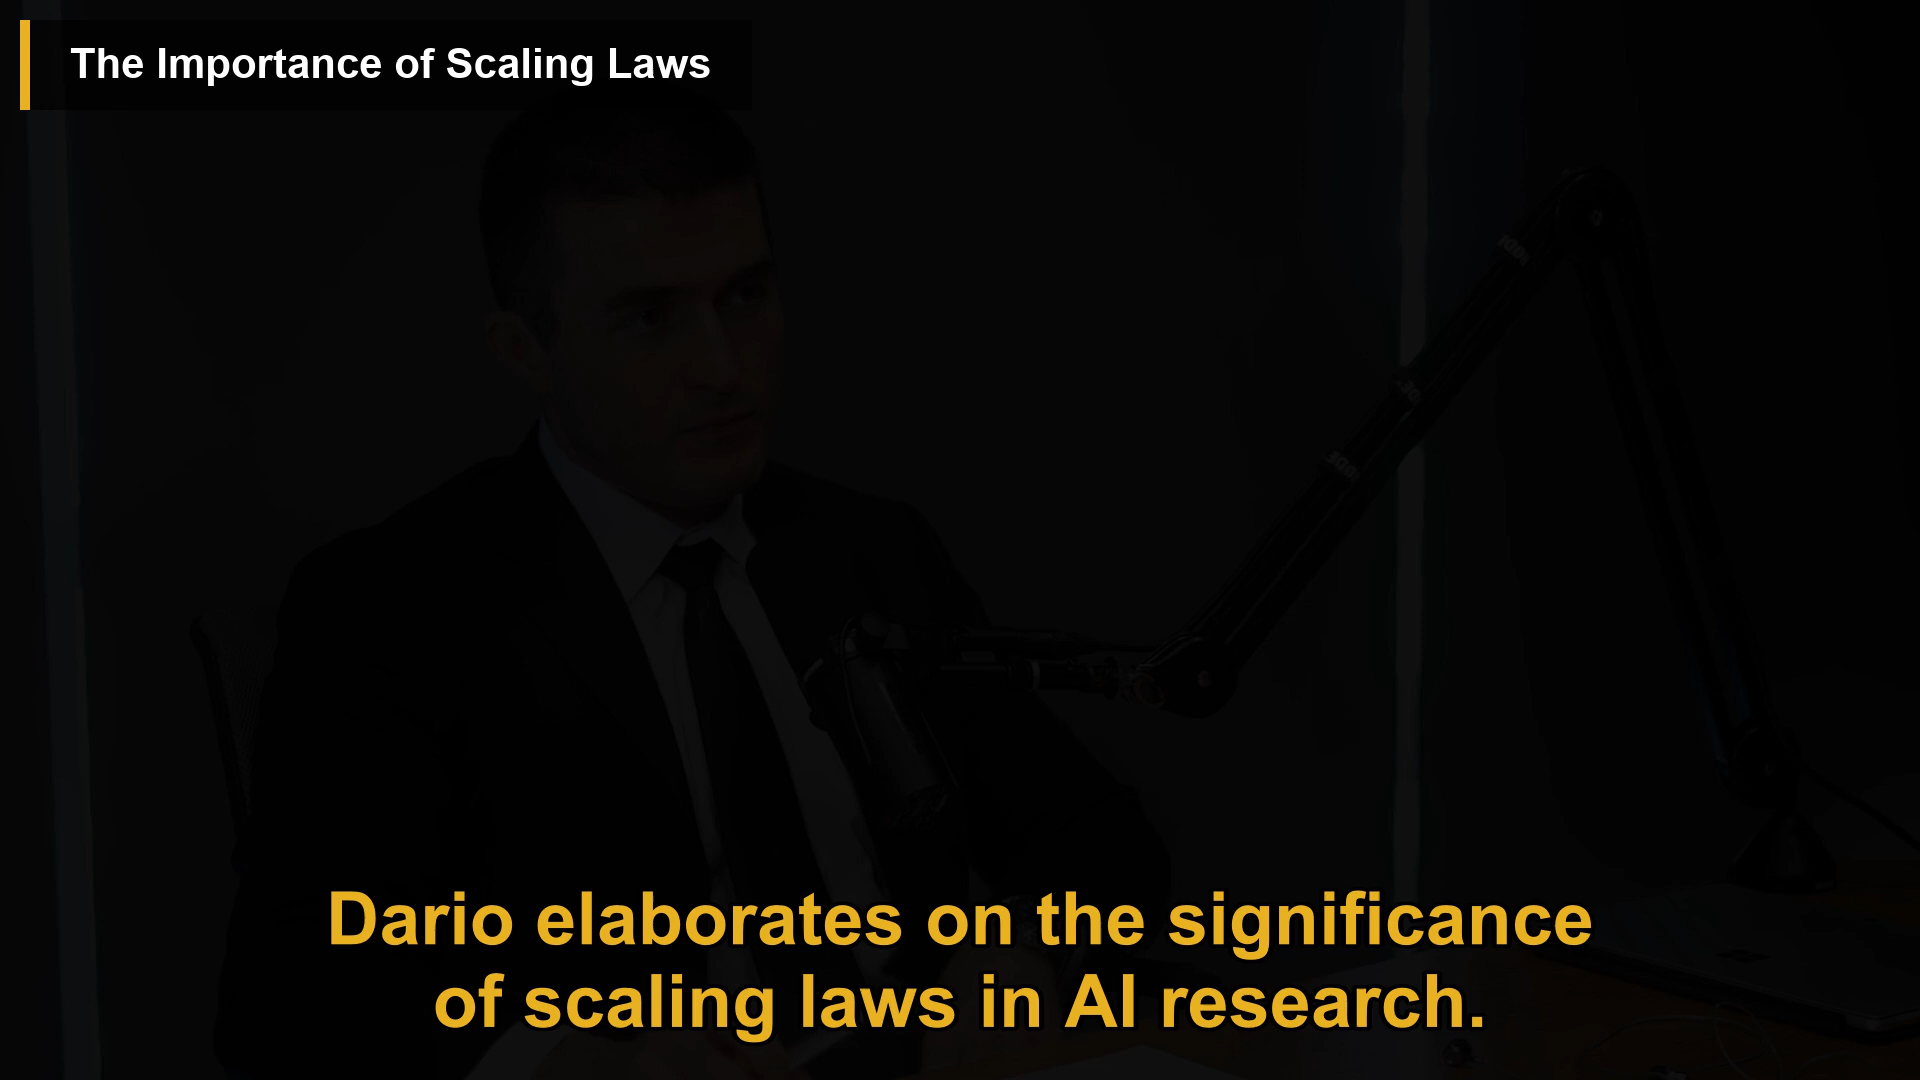 The Importance of Scaling Laws
Dario elaborates on the significance
of scaling laws in AI research.